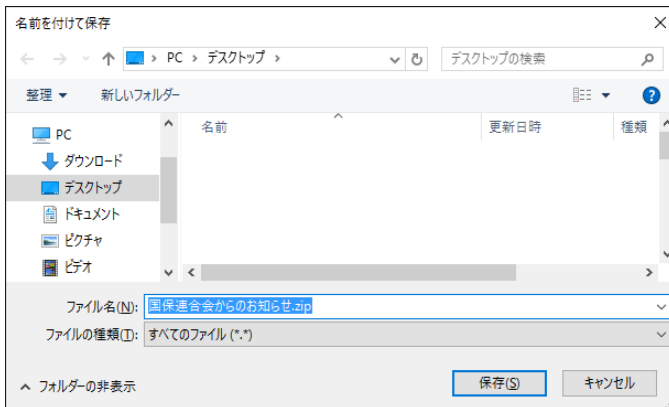 名前を付けて保存
PC > デスクトップ >
デスクトップの検索
整理 新しいフォルダー
名前 更新日時 種類
PC
ダウンロード
デスクトップ
ドキュメント
ピクチャ
ビデオ
ファイル名(N): 国保連合会からのお知らせ.zip
ファイルの種類(T): すべてのファイル (*.*)
フォルダーの非表示 保存(S) キャンセル